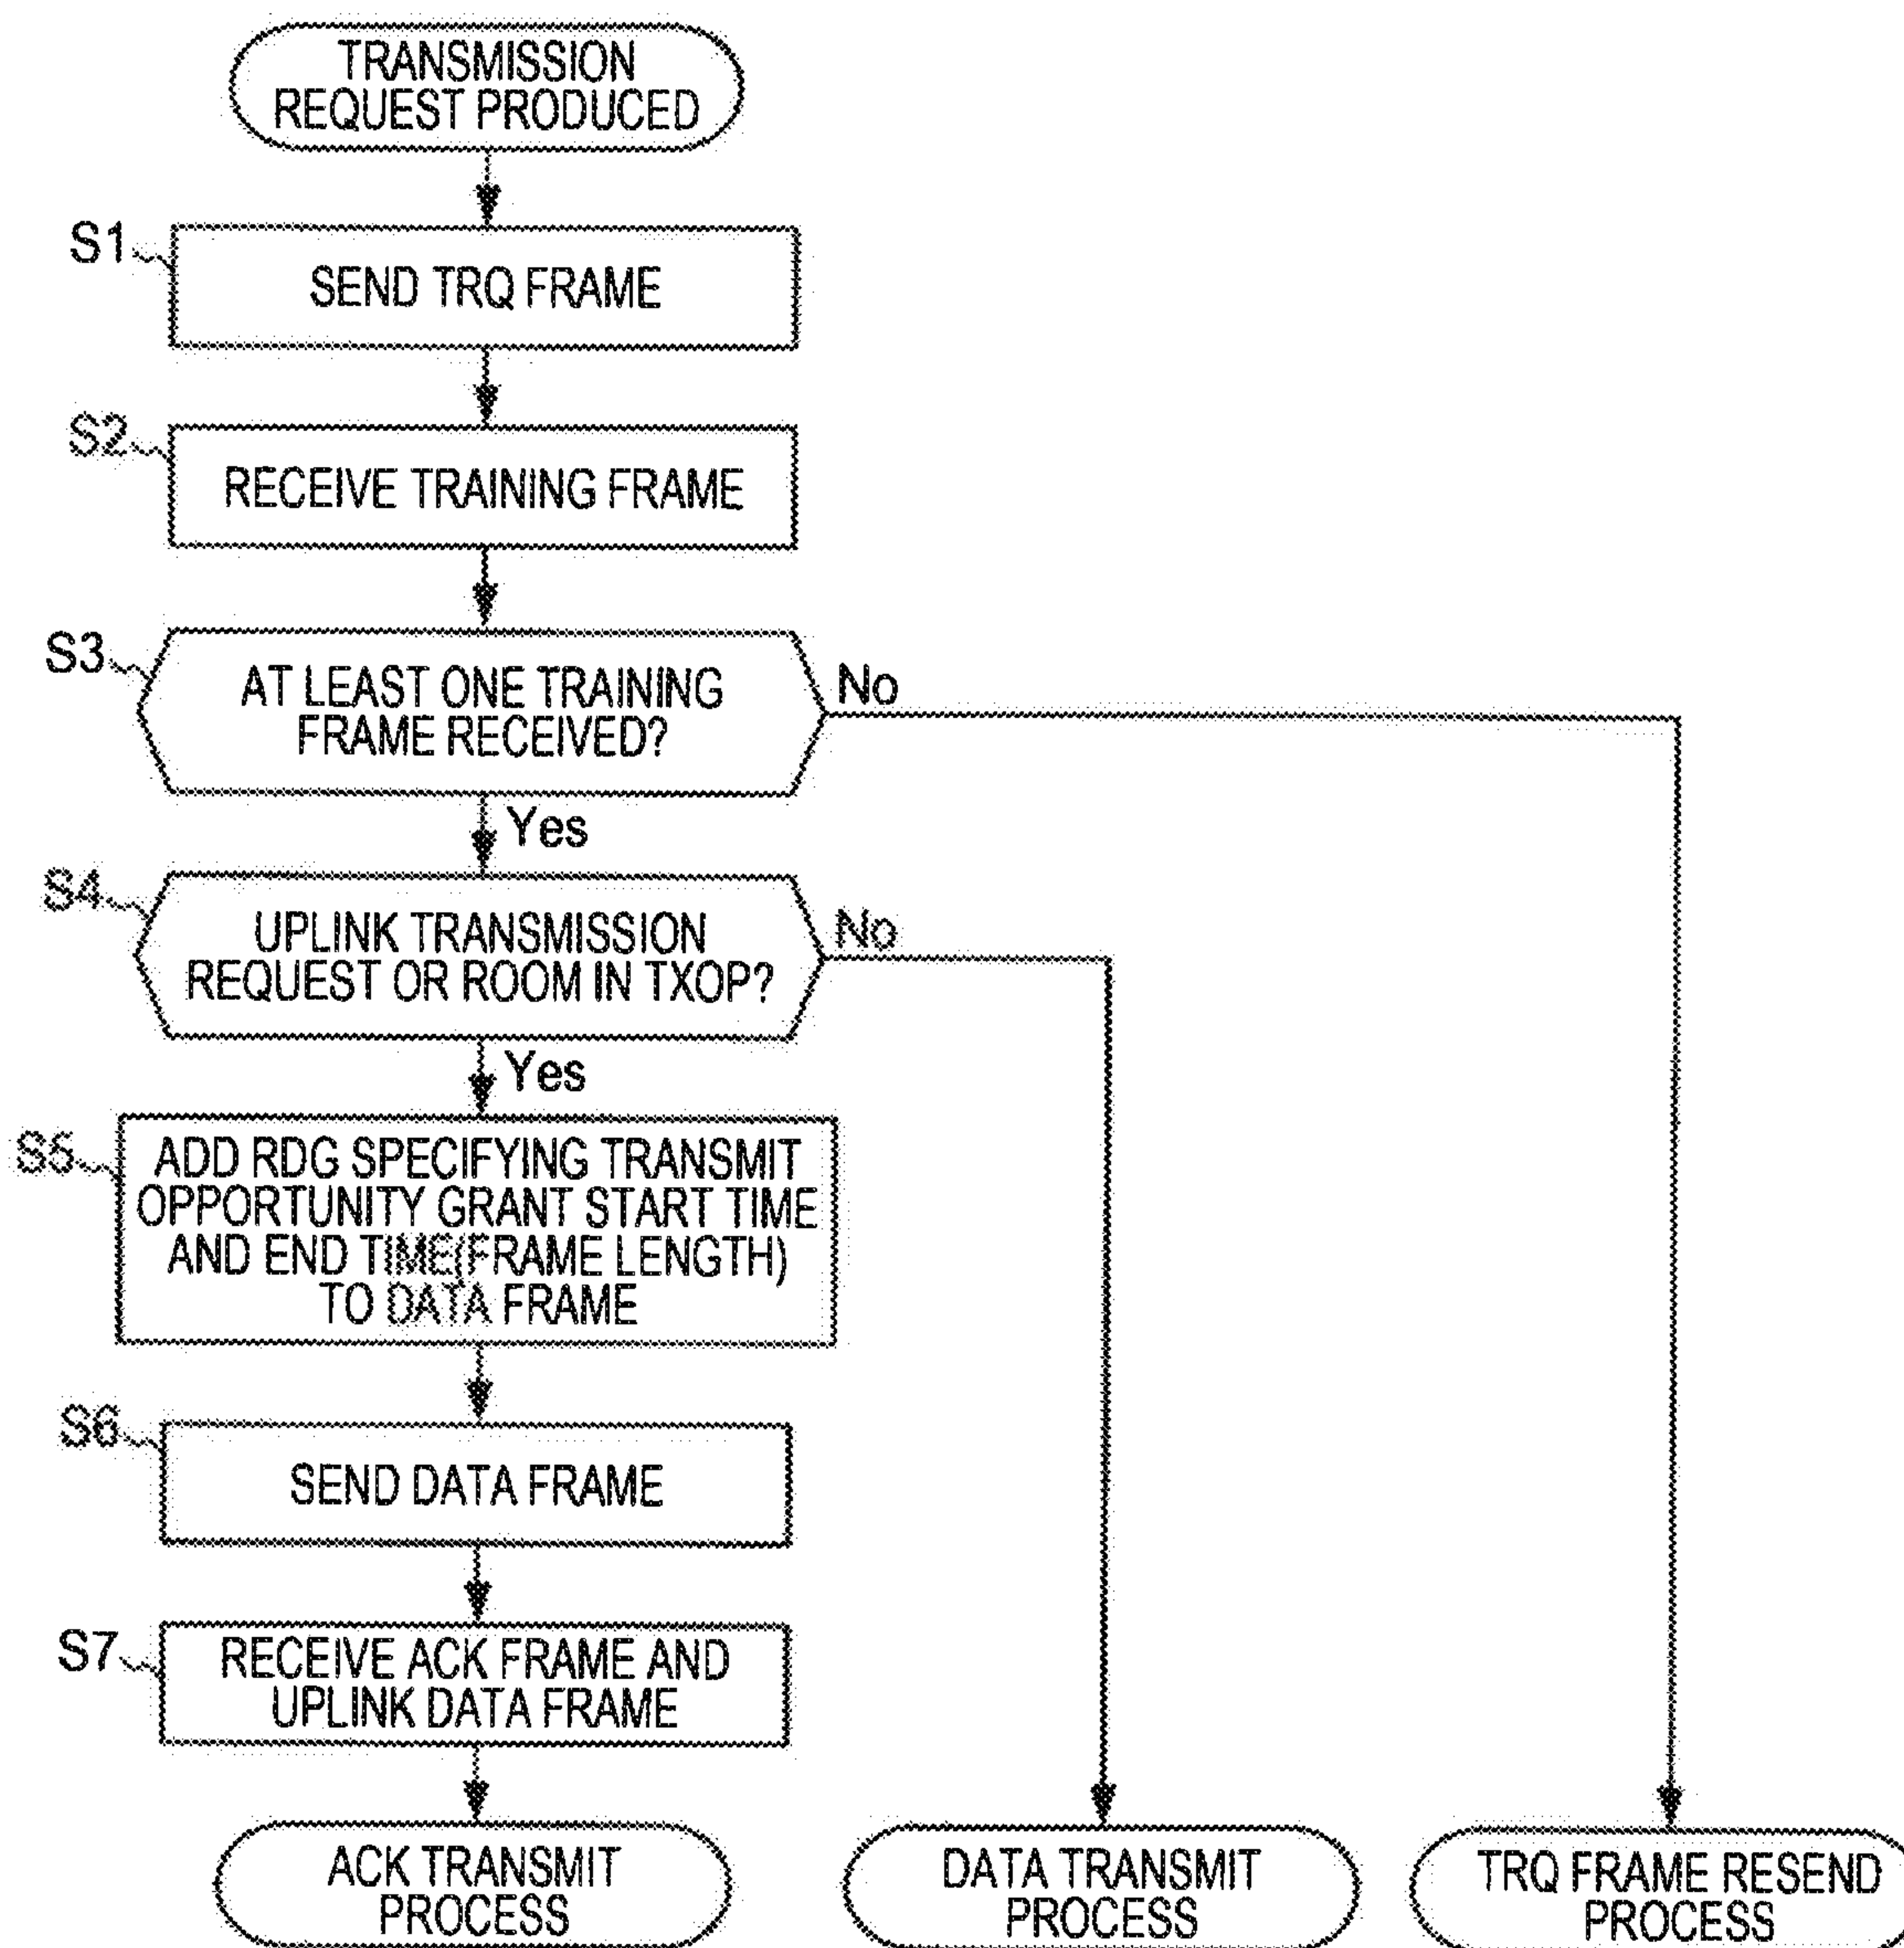 TRANSMISSION
REQUEST PRODUCED
S1
SEND TRQ FRAME
S2
RECEIVE TRAINING FRAME
S3
AT LEAST ONE TRAINING
FRAME RECEIVED?
No
Yes
S4
UPLINK TRANSMISSION
REQUEST OR ROOM IN TXOP?
No
Yes
S5
ADD RDG SPECIFYING TRANSMIT
OPPORTUNITY GRANT START TIME
AND END TIME(FRAME LENGTH)
TO DATA FRAME
S6
SEND DATA FRAME
S7
RECEIVE ACK FRAME AND
UPLINK DATA FRAME
ACK TRANSMIT
PROCESS
DATA TRANSMIT
PROCESS
TRQ FRAME RESEND
PROCESS